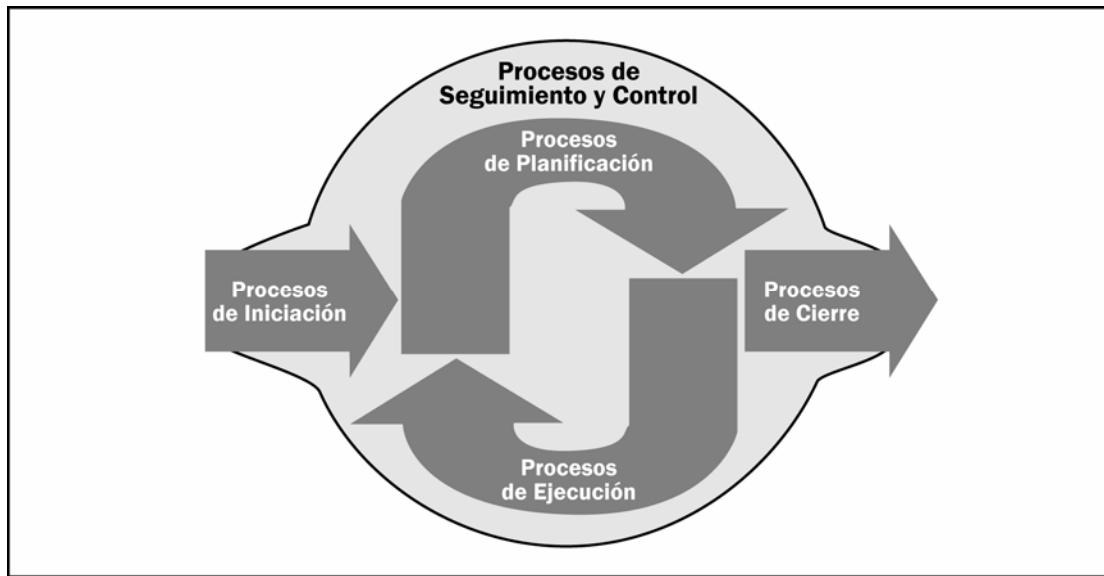 Procesos de
Seguimiento y Control
Procesos
de Planificación
Procesos
de Iniciación
Procesos
de Cierre
Procesos
de Ejecución